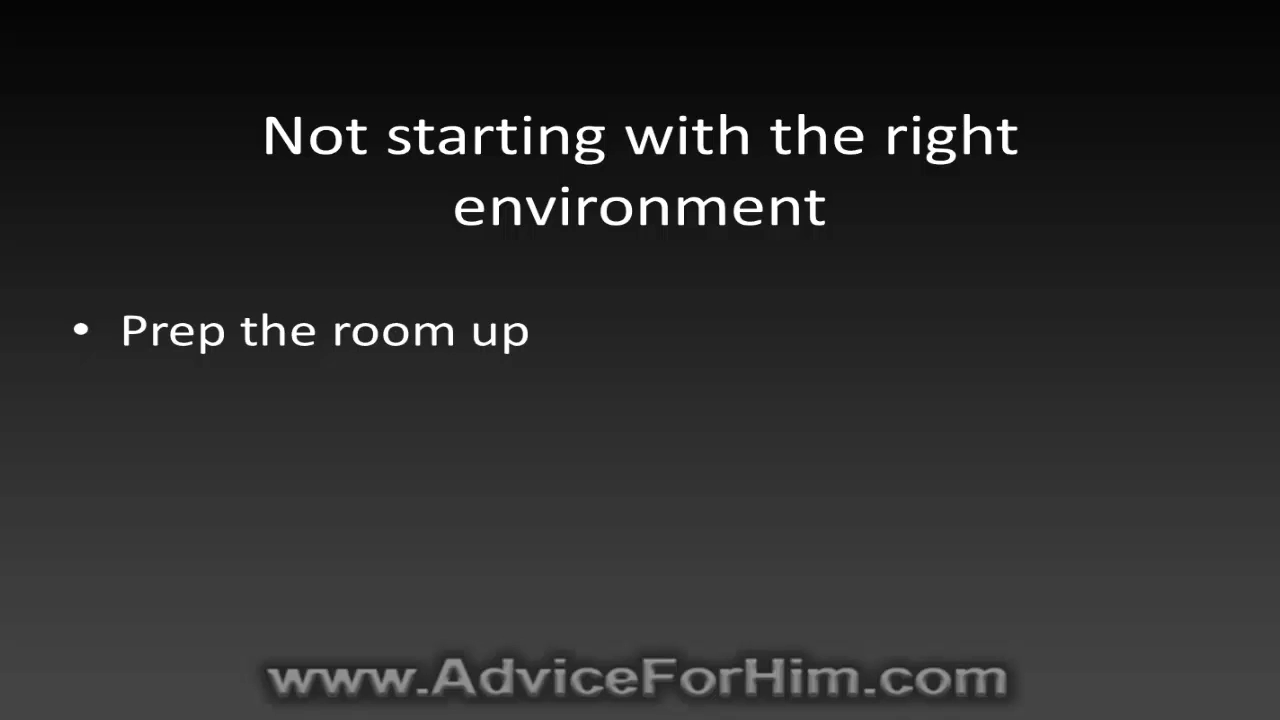 Not starting with the right
environment
• Prep the room up
www.AdviceForHim.com